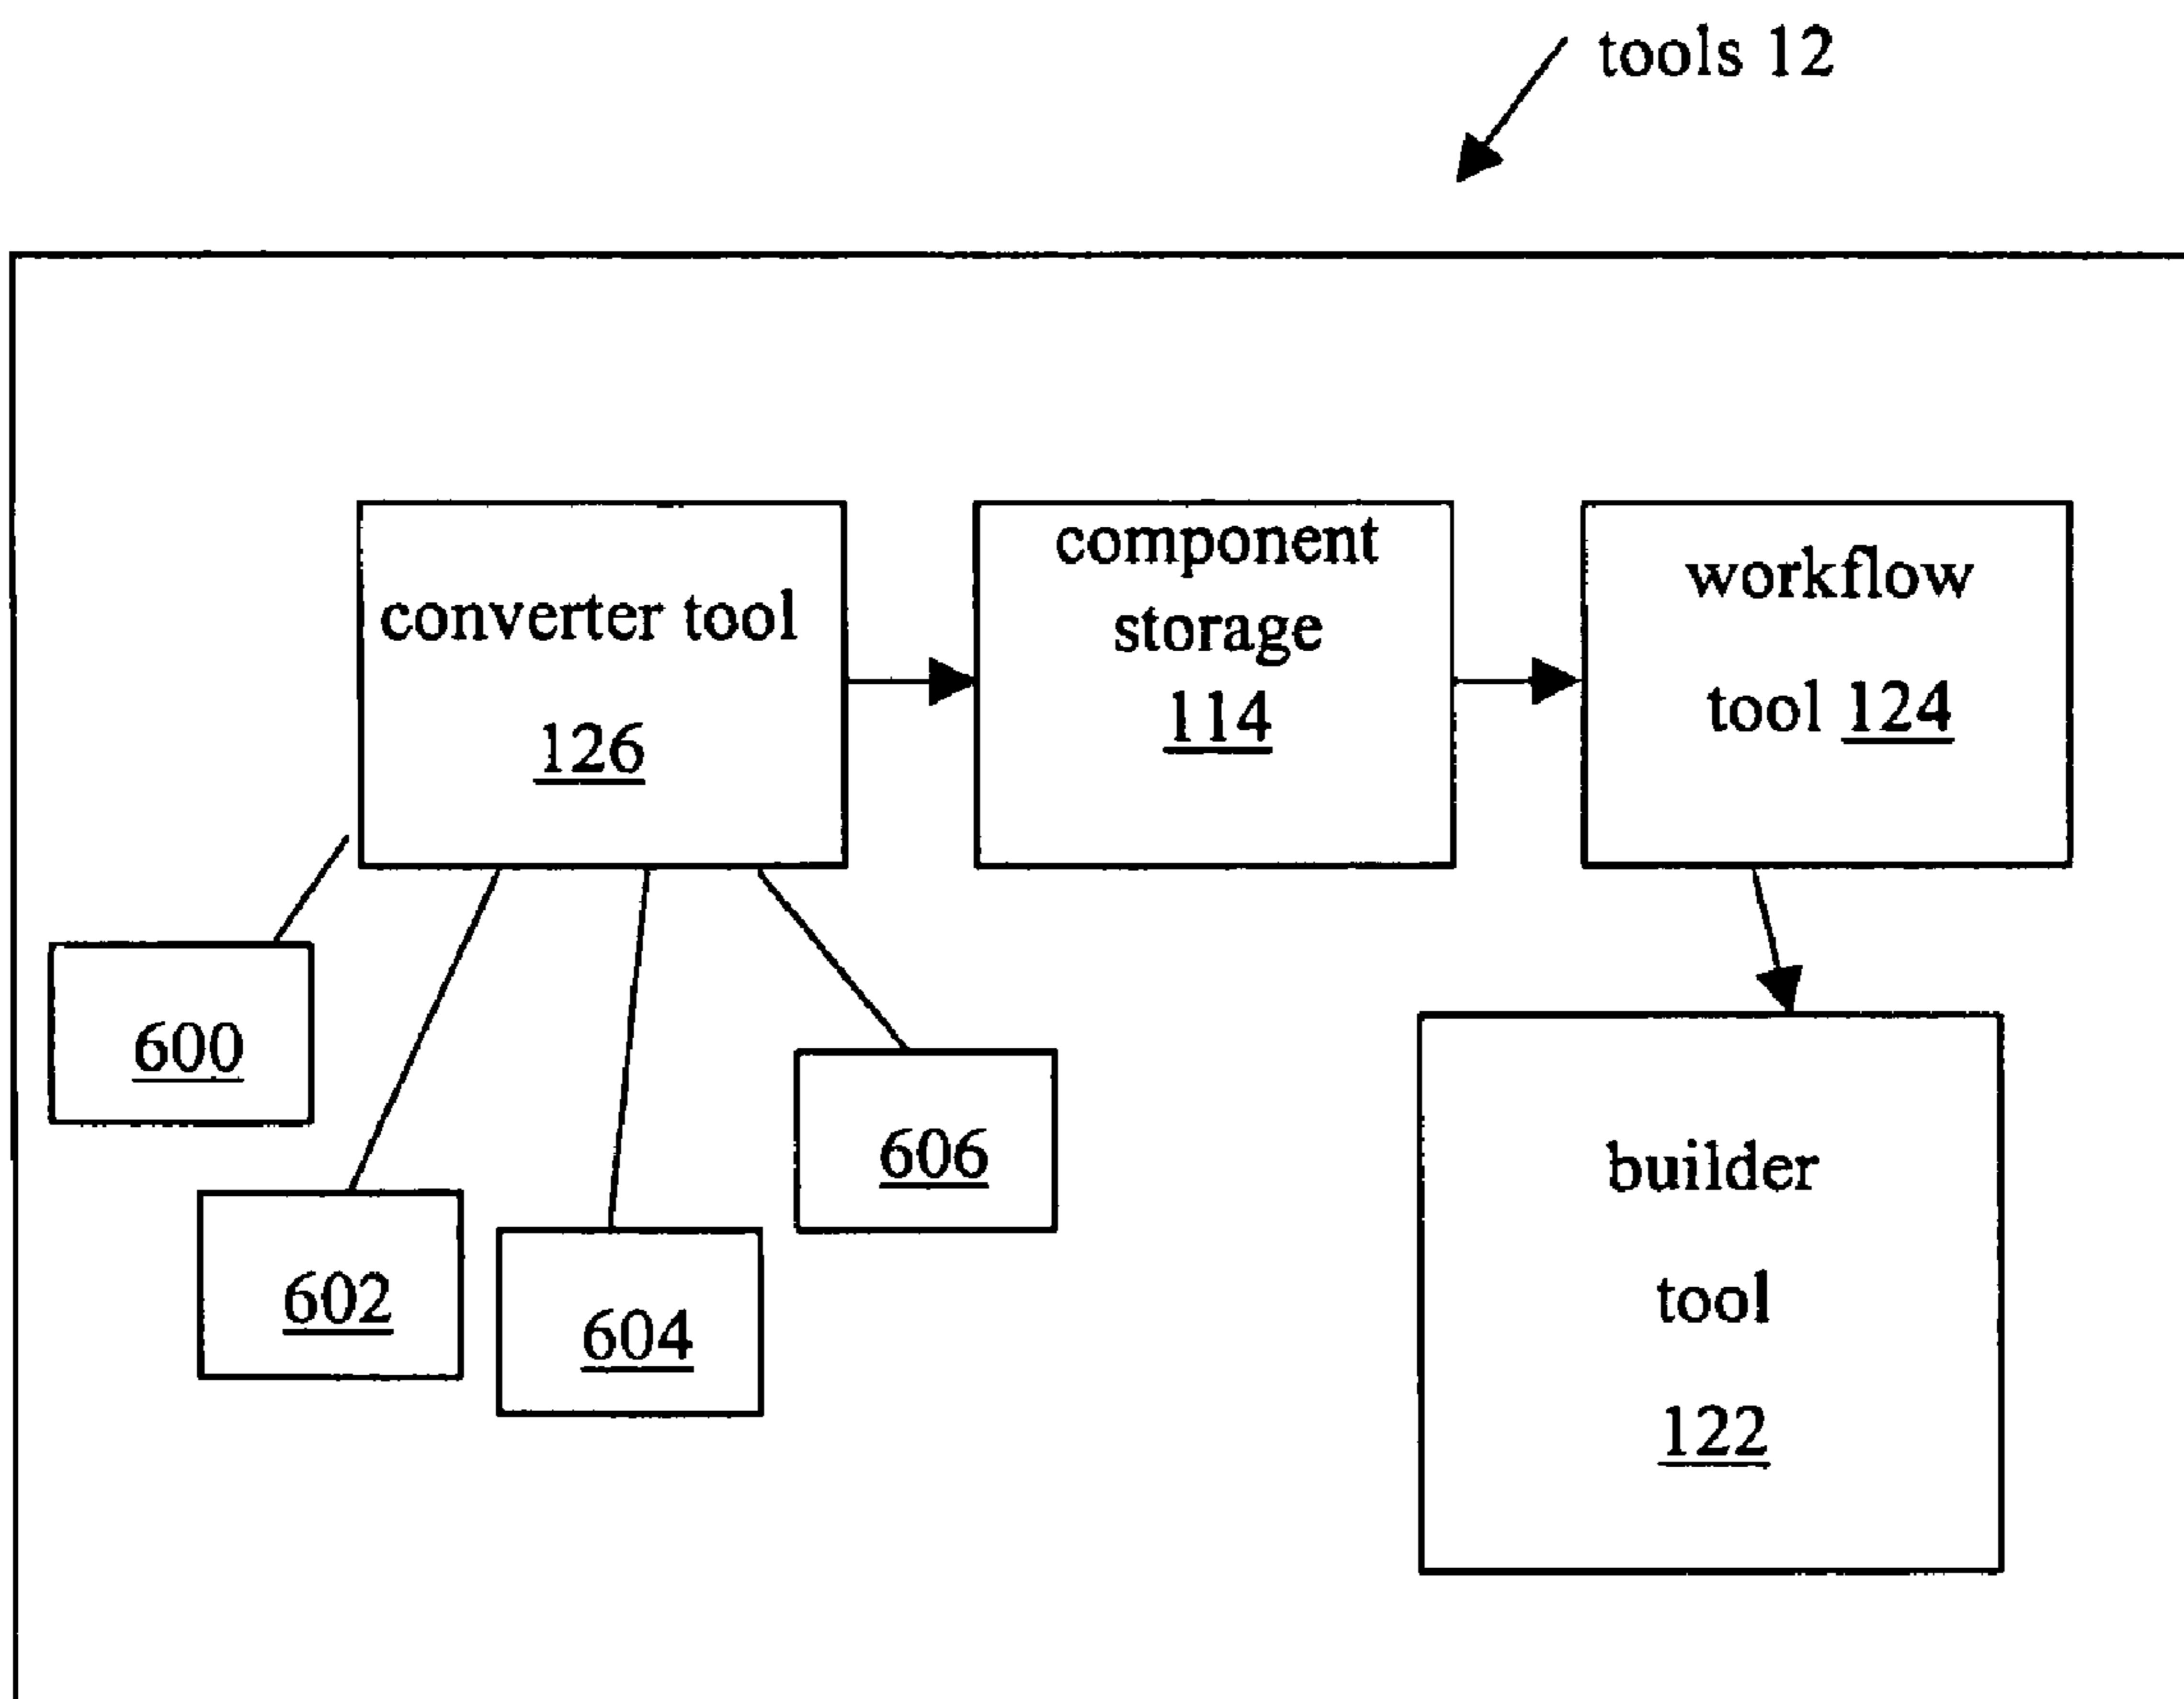 tools 12
converter tool
126
component
storage
114
workflow
tool 124
600
602
604
606
builder
tool
122